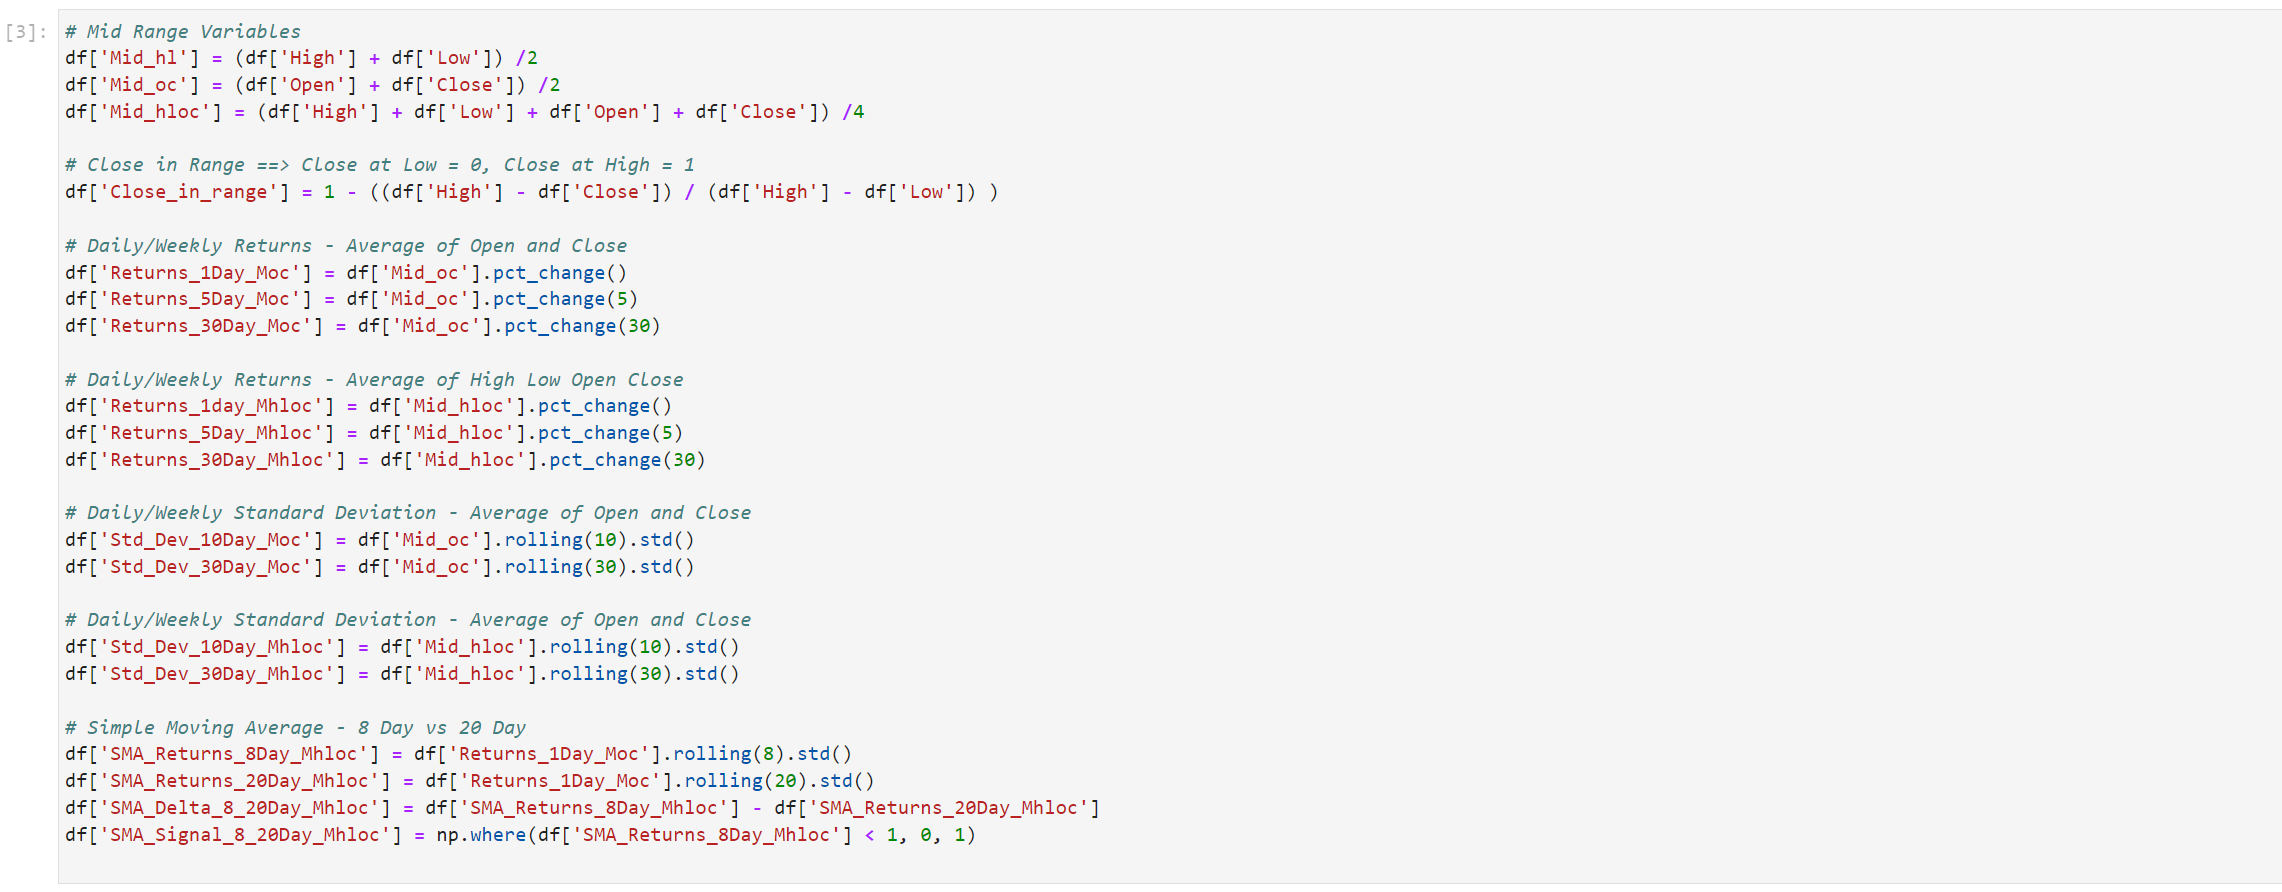 [3]:
# Mid Range Variables
df['Mid_hl'] = (df['High'] + df['Low']) /2
df['Mid_oc'] = (df['Open'] + df['Close']) /2
df['Mid_hloc'] = (df['High'] + df['Low'] + df['Open'] + df['Close']) /4
# Close in Range ==> Close at Low = 0, Close at High = 1
df['Close_in_range'] = 1 - ((df['High'] - df['Close']) / (df['High'] - df['Low']) )
# Daily/Weekly Returns - Average of Open and Close
df['Returns_1Day_Moc'] = df['Mid_oc'].pct_change()
df['Returns_5Day_Moc'] = df['Mid_oc'].pct_change(5)
df['Returns_30Day_Moc'] = df['Mid_oc'].pct_change(30)
# Daily/Weekly Returns - Average of High Low Open Close
df['Returns_1day_Mhloc'] = df['Mid_hloc'].pct_change()
df['Returns_5Day_Mhloc'] = df['Mid_hloc'].pct_change(5)
df['Returns_30Day_Mhloc'] = df['Mid_hloc'].pct_change(30)
# Daily/Weekly Standard Deviation - Average of Open and Close
df['Std_Dev_10Day_Moc'] = df['Mid_oc'].rolling(10).std()
df['Std_Dev_30Day_Moc'] = df['Mid_oc'].rolling(30).std()
# Daily/Weekly Standard Deviation - Average of Open and Close
df['Std_Dev_10Day_Mhloc'] = df['Mid_hloc'].rolling(10).std()
df['Std_Dev_30Day_Mhloc'] = df['Mid_hloc'].rolling(30).std()
# Simple Moving Average - 8 Day vs 20 Day
df['SMA_Returns_8Day_Mhloc'] = df['Returns_1Day_Moc'].rolling(8).std()
df['SMA_Returns_20Day_Mhloc'] = df['Returns_1Day_Moc'].rolling(20).std()
df['SMA_Delta_8_20Day_Mhloc'] = df['SMA_Returns_8Day_Mhloc'] - df['SMA_Returns_20Day_Mhloc']
df['SMA_Signal_8_20Day_Mhloc'] = np.where(df['SMA_Returns_8Day_Mhloc'] < 1, 0, 1)